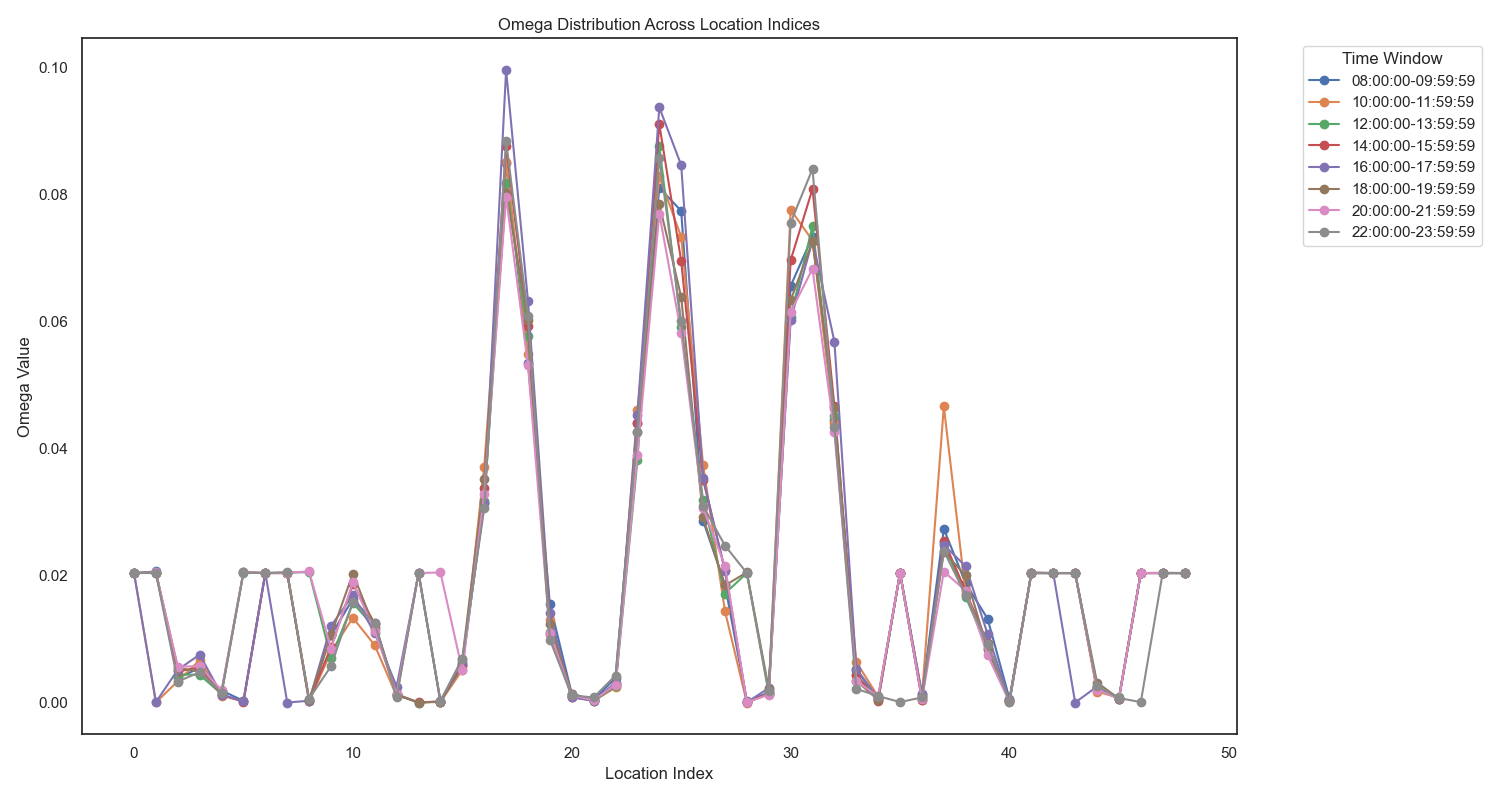 Omega Distribution Across Location Indices
Time Window
08:00:00-09:59:59
10:00:00-11:59:59
12:00:00-13:59:59
14:00:00-15:59:59
16:00:00-17:59:59
18:00:00-19:59:59
20:00:00-21:59:59
22:00:00-23:59:59
Omega Value
0.10
0.08
0.06
0.04
0.02
0.00
0 10 20 30 40 50
Location Index